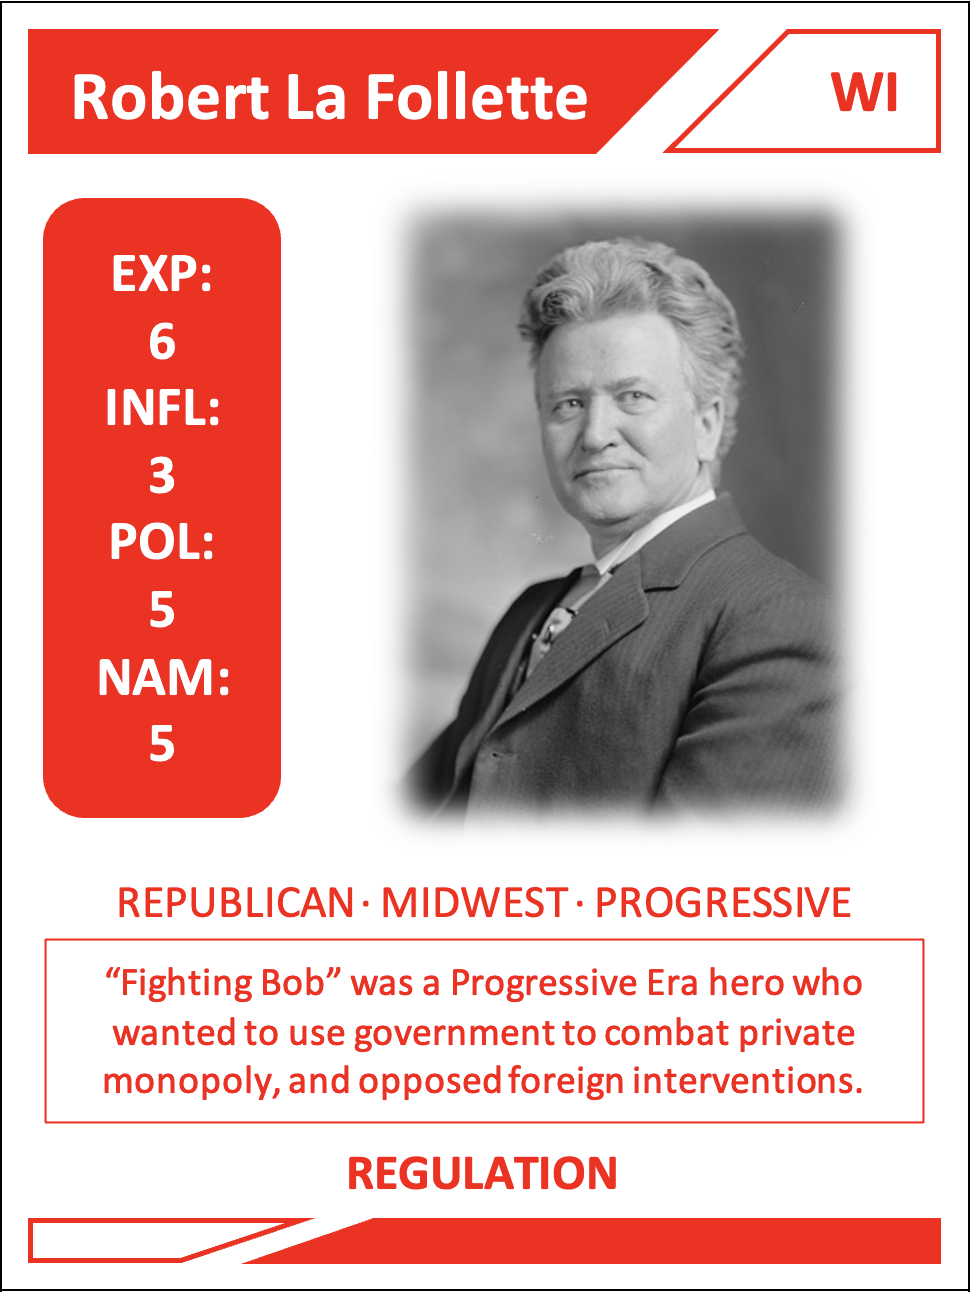 Robert La Follette
WI
EXP:
6
INFL:
3
POL:
5
NAM:
5
REPUBLICAN · MIDWEST · PROGRESSIVE
“Fighting Bob” was a Progressive Era hero who
wanted to use government to combat private
monopoly, and opposed foreign interventions.
REGULATION